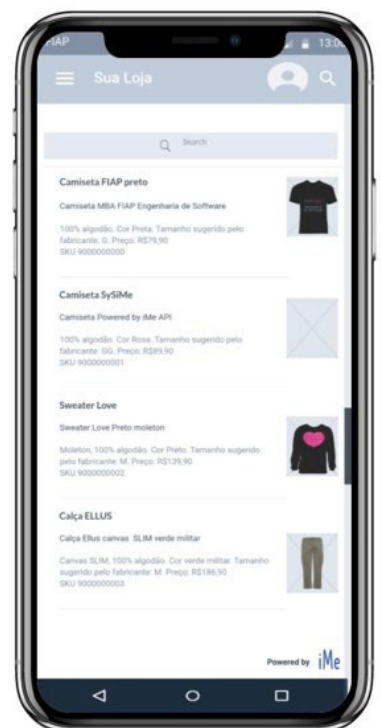 FIAP
13:00
Sua Loja
Search
Camiseta FIAP preto
Camiseta MBA FIAP Engenharia de Software
100% algodão. Cor Preta. Tamanho sugerido pelo
fabricante: G. Preço: R$79,90
SKU 9000000000
Camiseta SySiMe
Camiseta Powered by iMe API
100% algodão. Cor Rosa. Tamanho sugerido pelo
fabricante: GG. Preço: R$89,90
SKU 9000000001
Sweater Love
Sweater Love Preto moleton
Moleton, 100% algodão. Cor Preto. Tamanho sugerido
pelo fabricante: M. Preço: R$139,90
SKU 9000000002
Calça ELLUS
Calça Ellus canvas SLIM verde militar
Canvas SLIM, 100% algodão. Cor verde militar. Tamanho
sugerido pelo fabricante: M. Preço: R$186,90
SKU 9000000003
Powered by iMe